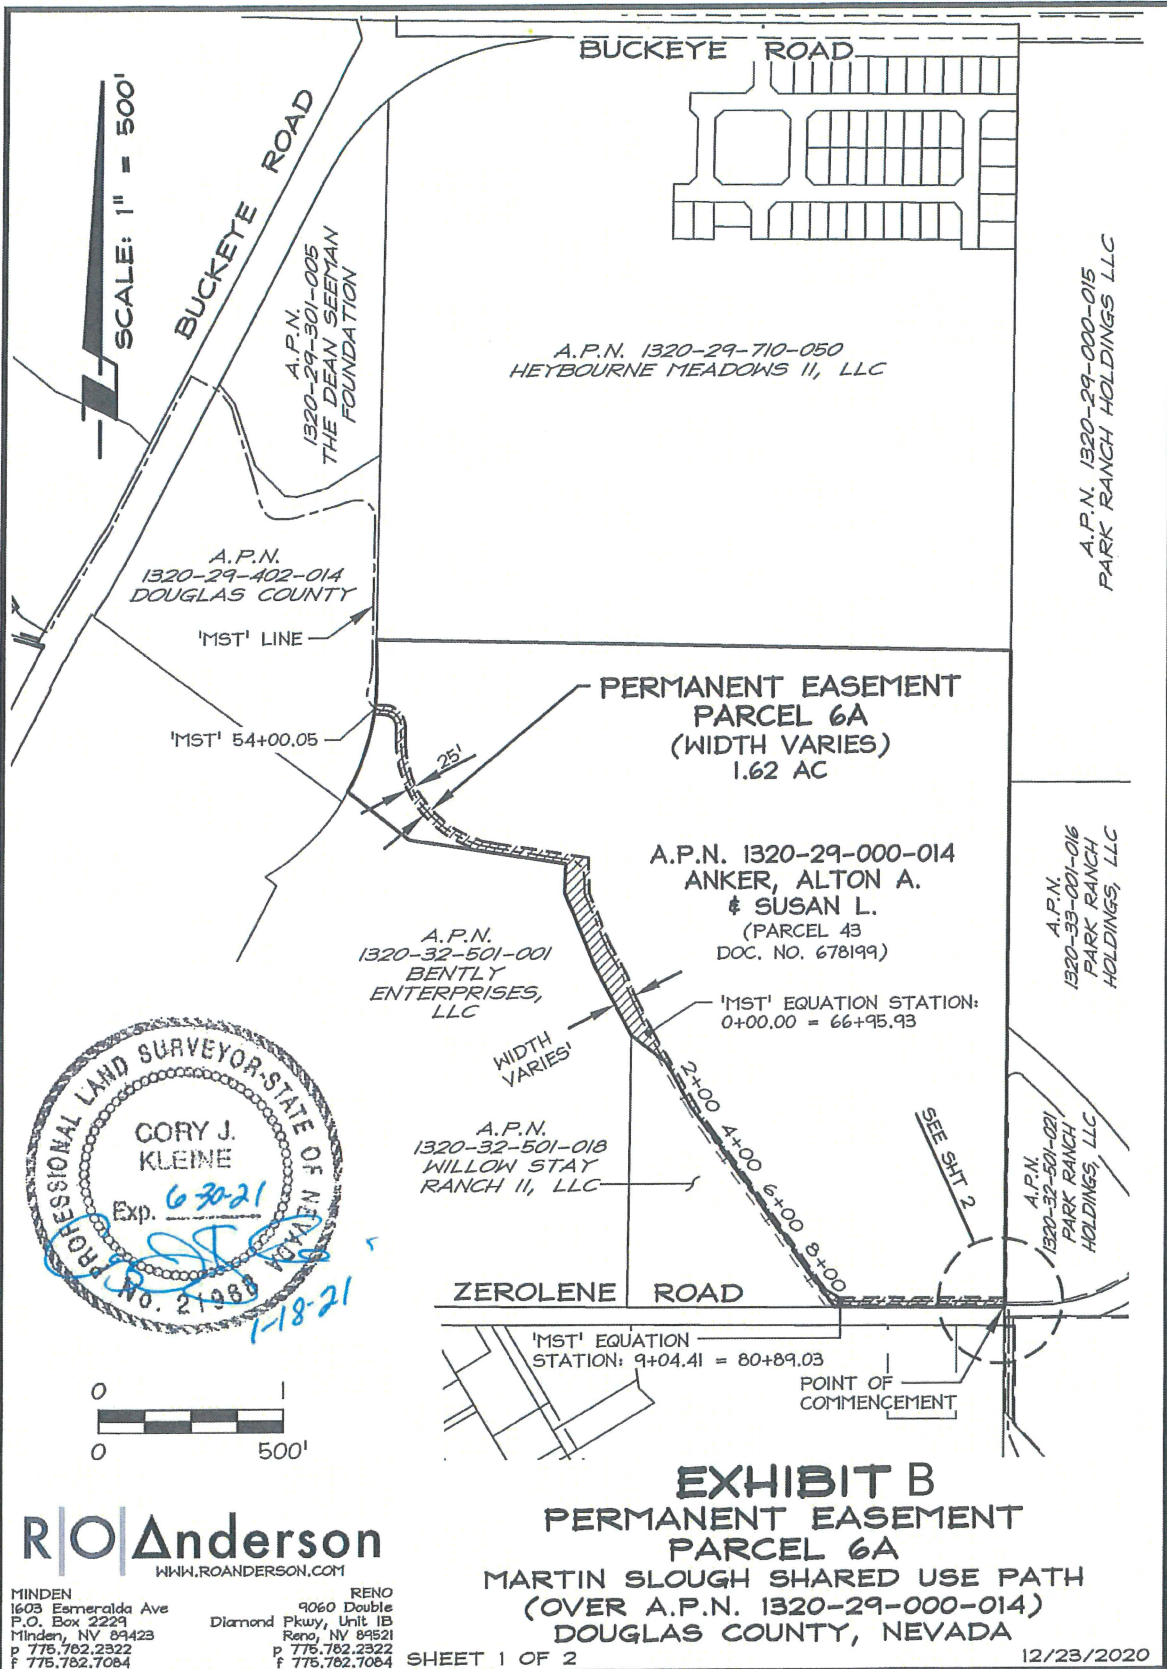 BUCKEYE ROAD
SCALE: 1" = 500'
BUCKEYE ROAD
A.P.N.
1320-29-301-005
THE DEAN SEEMAN
FOUNDATION
A.P.N. 1320-29-710-050
HEYBOURNE MEADOWS II, LLC
A.P.N. 1320-29-000-015
PARK RANCH HOLDINGS LLC
A.P.N.
1320-29-402-014
DOUGLAS COUNTY
'MST' LINE
PERMANENT EASEMENT
PARCEL 6A
(WIDTH VARIES)
1.62 AC
'MST' 54+00.05
25'
A.P.N. 1320-29-000-014
ANKER, ALTON A.
& SUSAN L.
(PARCEL 43
DOC. NO. 678199)
A.P.N.
1320-33-001-016
PARK RANCH
HOLDINGS, LLC
A.P.N.
1320-32-501-001
BENTLY
ENTERPRISES,
LLC
'MST' EQUATION STATION:
0+00.00 = 66+95.93
WIDTH
VARIES'
2+00
4+00
6+00
8+00
A.P.N.
1320-32-501-018
WILLOW STAY
RANCH II, LLC
SEE SHT 2
A.P.N.
1320-32-501-021
PARK RANCH
HOLDINGS, LLC
PROFESSIONAL LAND SURVEYOR-STATE OF NEVADA
CORY J.
KLEINE
Exp. 6-30-21
No. 21988
1-18-21
ZEROLENE ROAD
'MST' EQUATION
STATION: 9+04.41 = 80+89.03
POINT OF
COMMENCEMENT
0 1
0 500'
EXHIBIT B
PERMANENT EASEMENT
PARCEL 6A
MARTIN SLOUGH SHARED USE PATH
(OVER A.P.N. 1320-29-000-014)
DOUGLAS COUNTY, NEVADA
R|O|Anderson
WWW.ROANDERSON.COM
MINDEN
1603 Esmeralda Ave
P.O. Box 2229
Minden, NV 89423
p 775.782.2322
f 775.782.7084
RENO
9060 Double
Diamond Pkwy, Unit 1B
Reno, NV 89521
p 775.782.2322
f 775.782.7084
SHEET 1 OF 2
12/23/2020